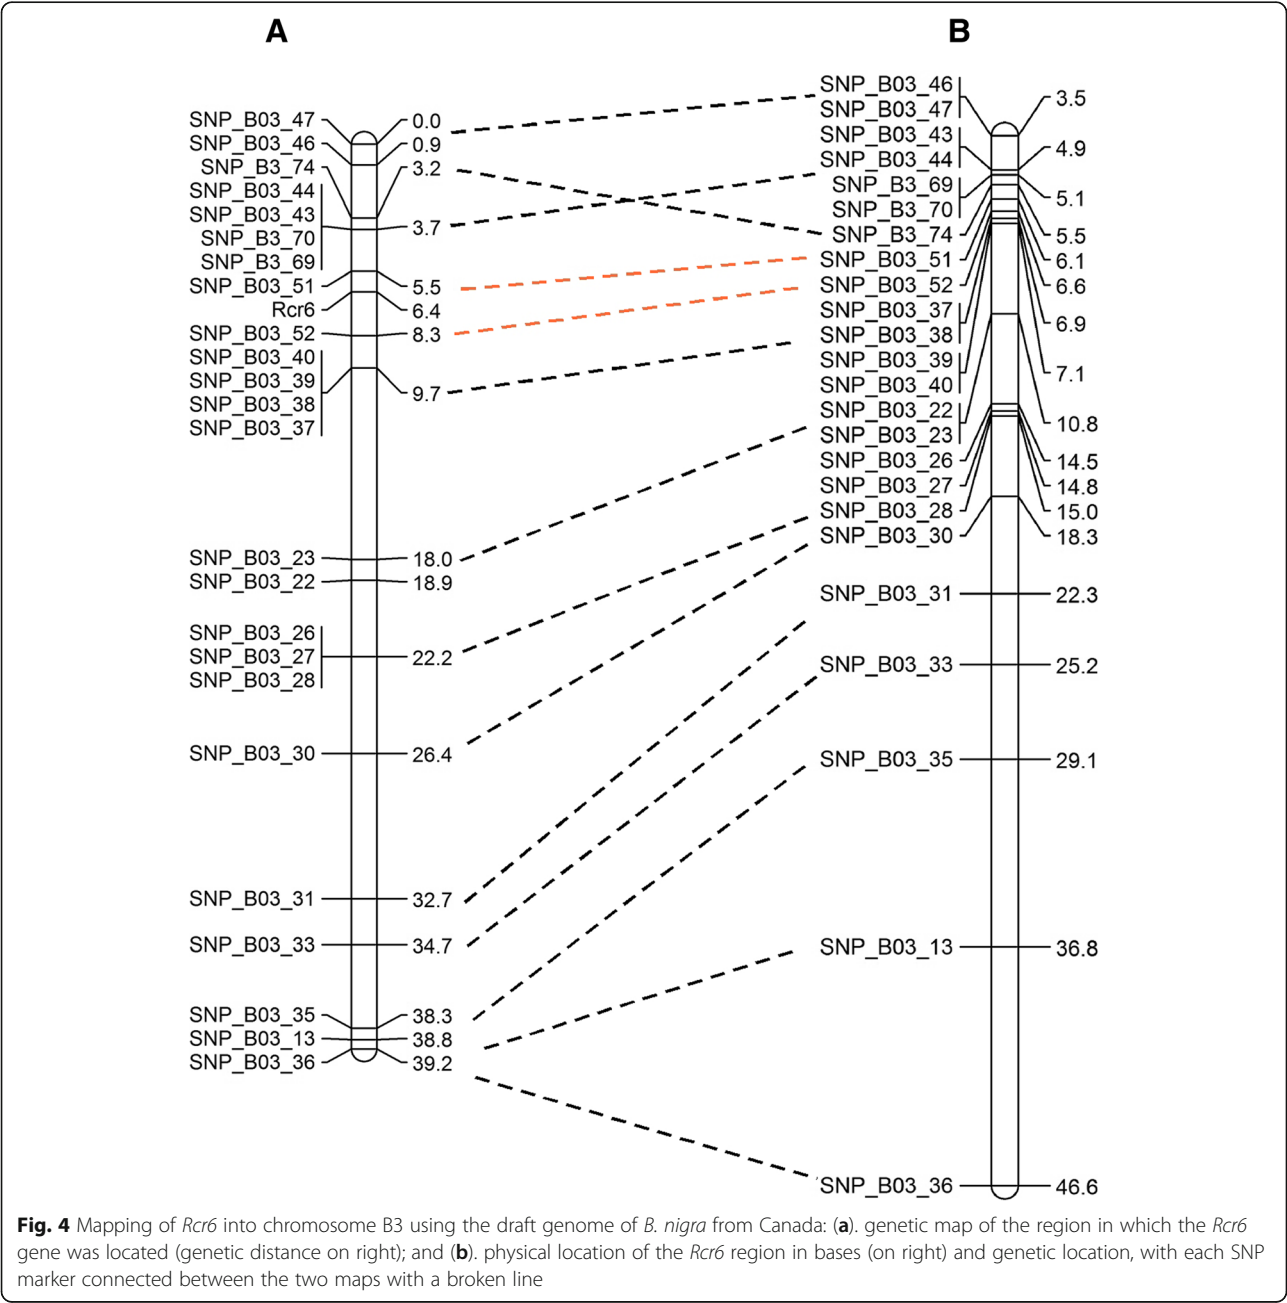 A
B
SNP_B03_47 0.0
SNP_B03_46 0.9
SNP_B3_74 3.2
SNP_B03_44
SNP_B03_43 3.7
SNP_B3_70
SNP_B3_69
SNP_B03_51 5.5
Rcr6 6.4
SNP_B03_52 8.3
SNP_B03_40
SNP_B03_39 9.7
SNP_B03_38
SNP_B03_37
SNP_B03_23 18.0
SNP_B03_22 18.9
SNP_B03_26
SNP_B03_27 22.2
SNP_B03_28
SNP_B03_30 26.4
SNP_B03_31 32.7
SNP_B03_33 34.7
SNP_B03_35 38.3
SNP_B03_13 38.8
SNP_B03_36 39.2
SNP_B03_46 3.5
SNP_B03_47
SNP_B03_43 4.9
SNP_B03_44
SNP_B3_69 5.1
SNP_B3_70
SNP_B3_74 5.5
SNP_B03_51 6.1
SNP_B03_52 6.6
SNP_B03_37 6.9
SNP_B03_38
SNP_B03_39 7.1
SNP_B03_40
SNP_B03_22 10.8
SNP_B03_23
SNP_B03_26 14.5
SNP_B03_27 14.8
SNP_B03_28 15.0
SNP_B03_30 18.3
SNP_B03_31 22.3
SNP_B03_33 25.2
SNP_B03_35 29.1
SNP_B03_13 36.8
SNP_B03_36 46.6
Fig. 4 Mapping of Rcr6 into chromosome B3 using the draft genome of B. nigra from Canada: (a). genetic map of the region in which the Rcr6
gene was located (genetic distance on right); and (b). physical location of the Rcr6 region in bases (on right) and genetic location, with each SNP
marker connected between the two maps with a broken line